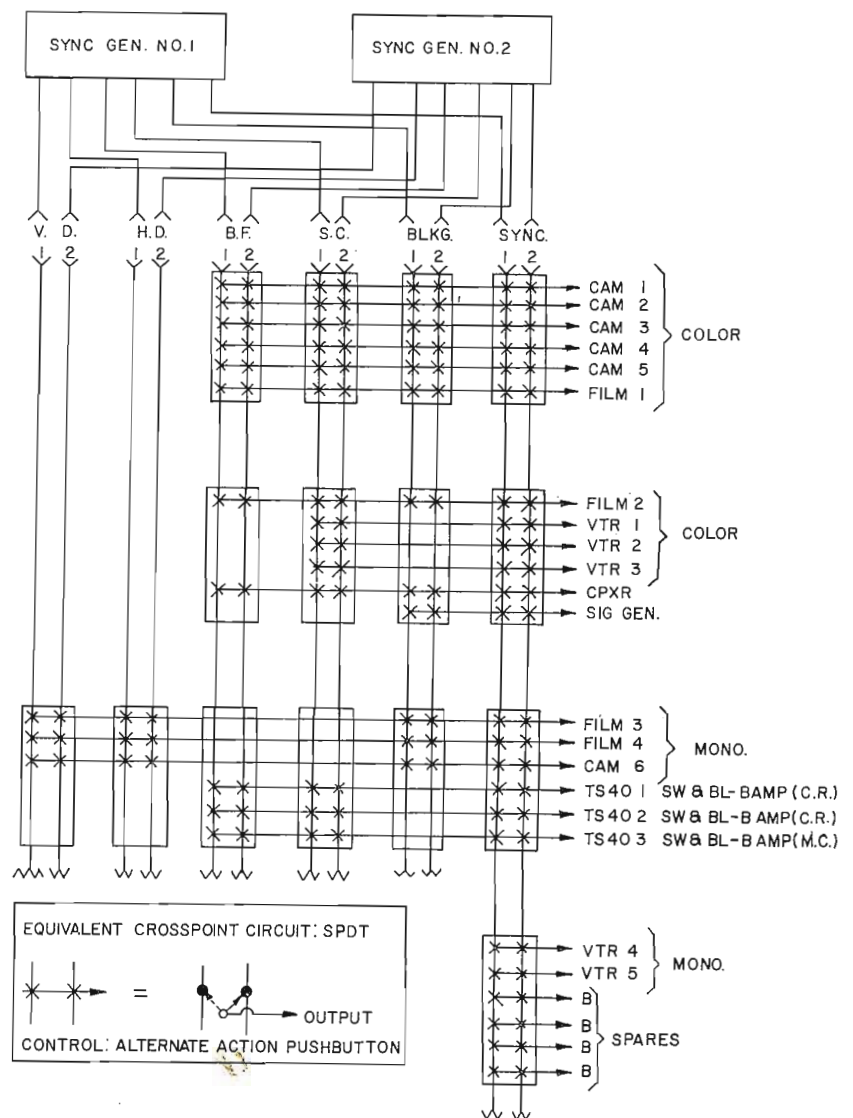 SYNC GEN. NO.1
SYNC GEN. NO.2
V. D. H.D. B.F. S.C. BLKG. SYNC.
1 2 1 2 1 2 1 2 1 2 1 2
CAM 1
CAM 2
CAM 3
CAM 4
CAM 5
FILM 1
COLOR
FILM 2
VTR 1
VTR 2
VTR 3
COLOR
CPXR
SIG GEN.
FILM 3
FILM 4
CAM 6
MONO.
TS40 1 SW & BL-BAMP (C.R.)
TS40 2 SW & BL-B AMP (C.R.)
TS40 3 SW & BL-B AMP (M.C.)
EQUIVALENT CROSSPOINT CIRCUIT: SPDT
= OUTPUT
CONTROL: ALTERNATE ACTION PUSHBUTTON
VTR 4
VTR 5
MONO.
B
B
B
B
SPARES